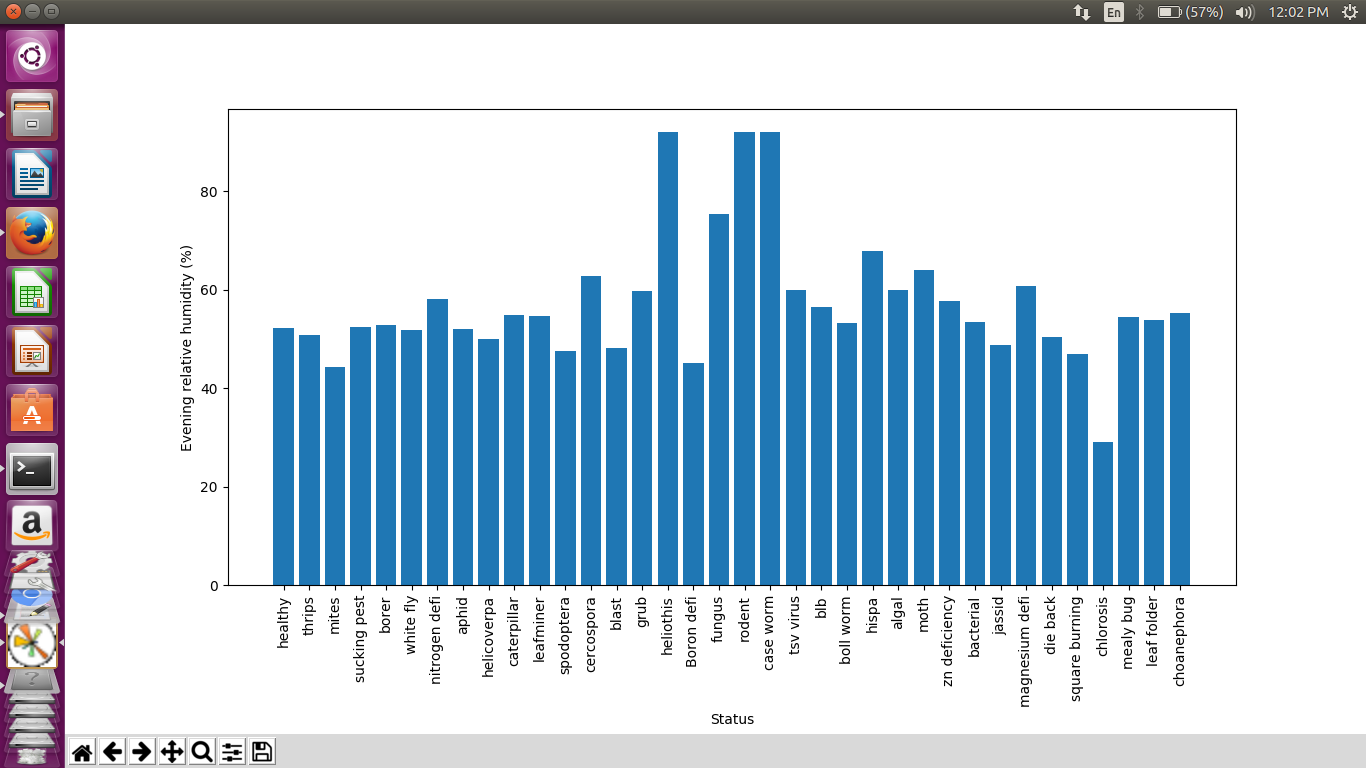 En
(57%)
12:02 PM
80
60
40
20
0
Evening relative humidity (%)
healthy
thrips
mites
sucking pest
borer
white fly
nitrogen defi
aphid
helicoverpa
caterpillar
leafminer
spodoptera
cercospora
blast
grub
heliothis
Boron defi
fungus
rodent
case worm
tsv virus
blb
boll worm
hispa
algal
moth
zn deficiency
bacterial
jassid
magnesium defi
die back
square burning
chlorosis
mealy bug
leaf folder
choanephora
Status